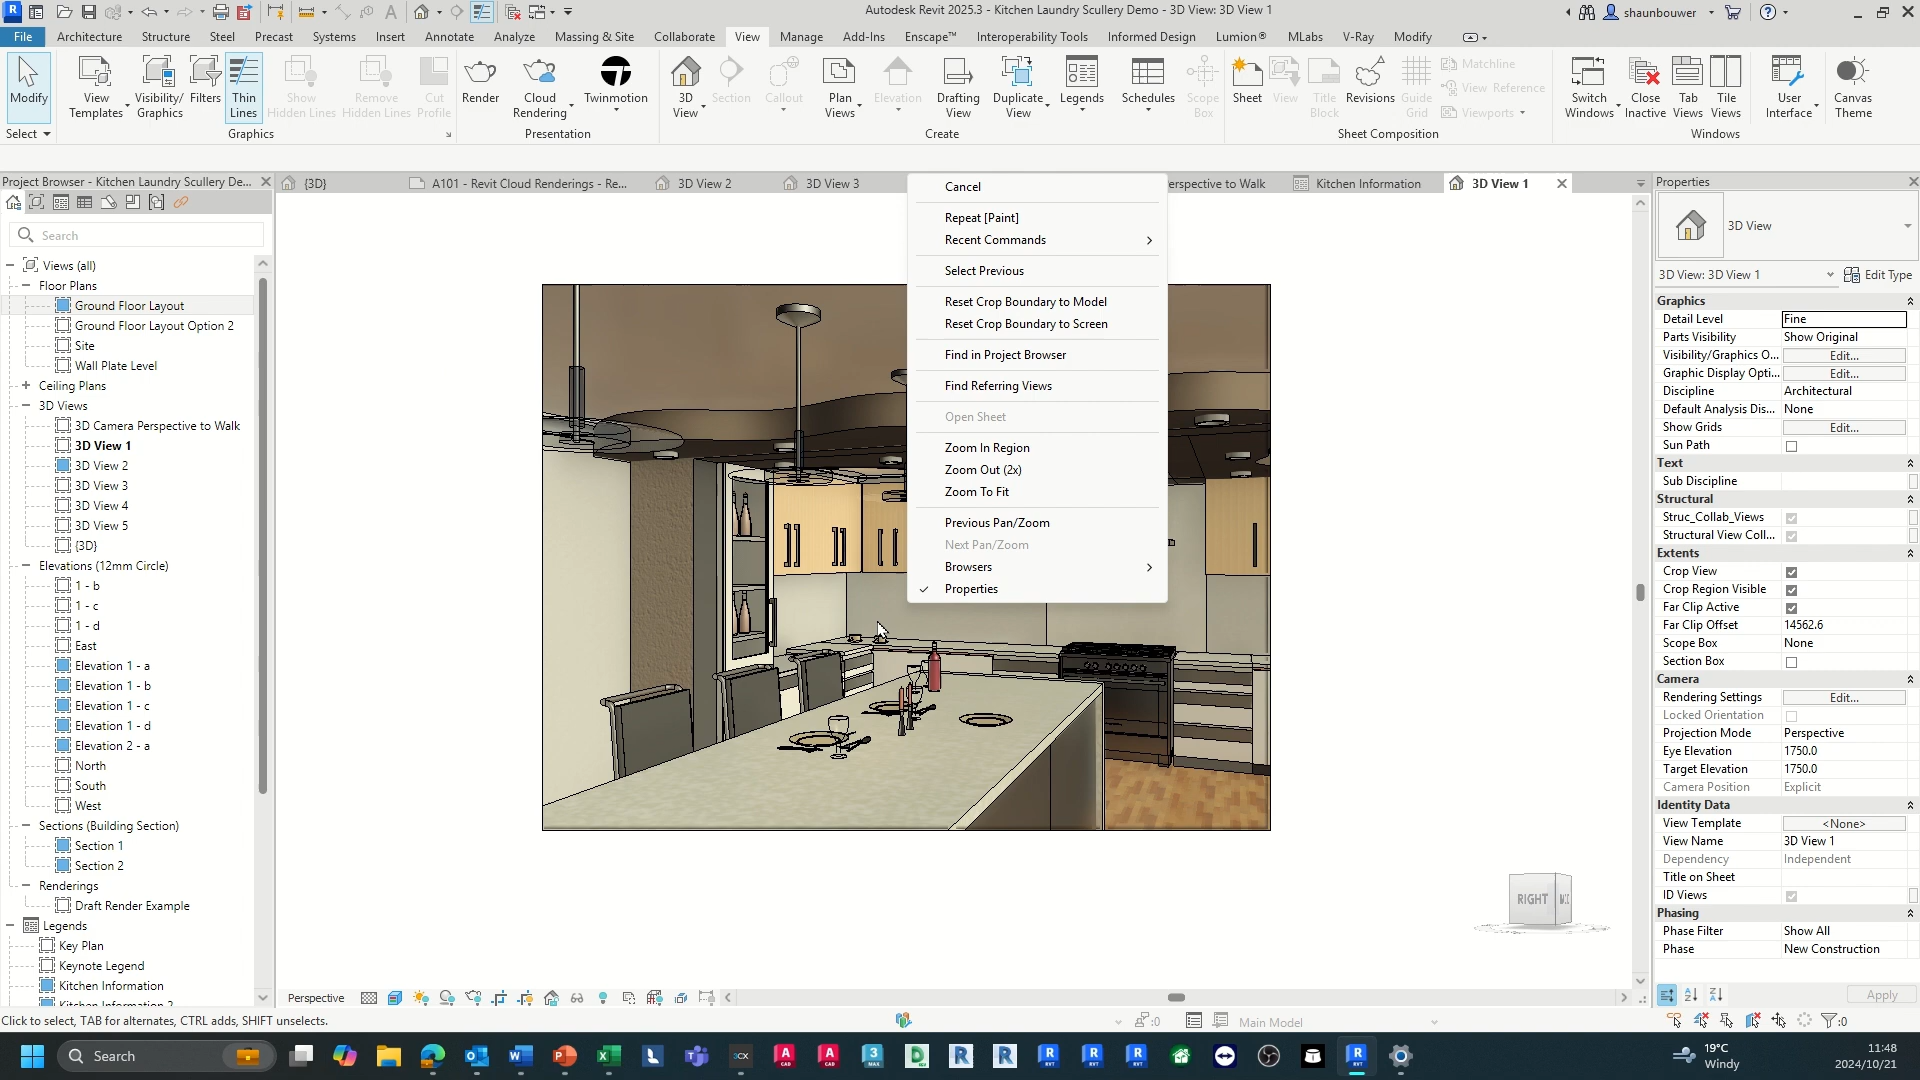 Autodesk Revit 2025.3 - Kitchen Laundry Scullery Demo - 3D View: 3D View 1
shaunbouwer
File Architecture Structure Steel Precast Systems Insert Annotate Analyze Massing & Site Collaborate View Manage Add-Ins Enscape™ Interoperability Tools Informed Design Lumion® MLabs V-Ray Modify
Modify
View Templates
Visibility/ Graphics
Filters
Thin Lines
Show Hidden Lines
Remove Hidden Lines
Cut Profile
Render
Cloud Rendering
Twinmotion
3D View
Section
Callout
Plan Views
Elevation
Drafting View
Duplicate View
Legends
Schedules
Scope Box
Sheet
View
Title Block
Revisions
Guide Grid
Matchline
View Reference
Viewports
Switch Windows
Close Inactive
Tab Views
Tile Views
User Interface
Canvas Theme
Select
Graphics
Presentation
Create
Sheet Composition
Windows
Project Browser - Kitchen Laundry Scullery De...
{3D}
A101 - Revit Cloud Renderings - Re...
3D View 2
3D View 3
erspective to Walk
Kitchen Information
3D View 1
Search
Views (all)
Floor Plans
Ground Floor Layout
Ground Floor Layout Option 2
Site
Wall Plate Level
Ceiling Plans
3D Views
3D Camera Perspective to Walk
3D View 1
3D View 2
3D View 3
3D View 4
3D View 5
{3D}
Elevations (12mm Circle)
1 - b
1 - c
1 - d
East
Elevation 1 - a
Elevation 1 - b
Elevation 1 - c
Elevation 1 - d
Elevation 2 - a
North
South
West
Sections (Building Section)
Section 1
Section 2
Renderings
Draft Render Example
Legends
Key Plan
Keynote Legend
Kitchen Information
Kitchen Information 2
Cancel
Repeat [Paint]
Recent Commands
Select Previous
Reset Crop Boundary to Model
Reset Crop Boundary to Screen
Find in Project Browser
Find Referring Views
Open Sheet
Zoom In Region
Zoom Out (2x)
Zoom To Fit
Previous Pan/Zoom
Next Pan/Zoom
Browsers
Properties
RIGHT
Perspective
Properties
3D View
3D View: 3D View 1 Edit Type
Graphics
Detail Level Fine
Parts Visibility Show Original
Visibility/Graphics O... Edit...
Graphic Display Opti... Edit...
Discipline Architectural
Default Analysis Dis... None
Show Grids Edit...
Sun Path
Text
Sub Discipline
Structural
Struc_Collab_Views
Structural View Coll...
Extents
Crop View
Crop Region Visible
Far Clip Active
Far Clip Offset 14562.6
Scope Box None
Section Box
Camera
Rendering Settings Edit...
Locked Orientation
Projection Mode Perspective
Eye Elevation 1750.0
Target Elevation 1750.0
Camera Position Explicit
Identity Data
View Template <None>
View Name 3D View 1
Dependency Independent
Title on Sheet
ID Views
Phasing
Phase Filter Show All
Phase New Construction
Apply
Click to select, TAB for alternates, CTRL adds, SHIFT unselects.
:0
Main Model
:0
Search
19°C
Windy
11:48
2024/10/21